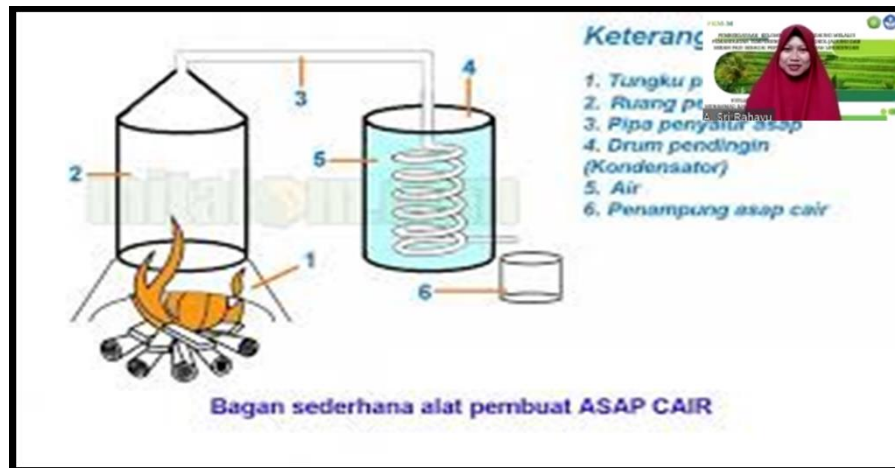 Keterang
1. Tungku p
2. Ruang pe
3. Pipa penyalur asap
4. Drum pendingin
(Kondensator)
5. Air
6. Penampung asap cair
A. Sri Rahayu
1
2
3
4
5
6
Bagan sederhana alat pembuat ASAP CAIR